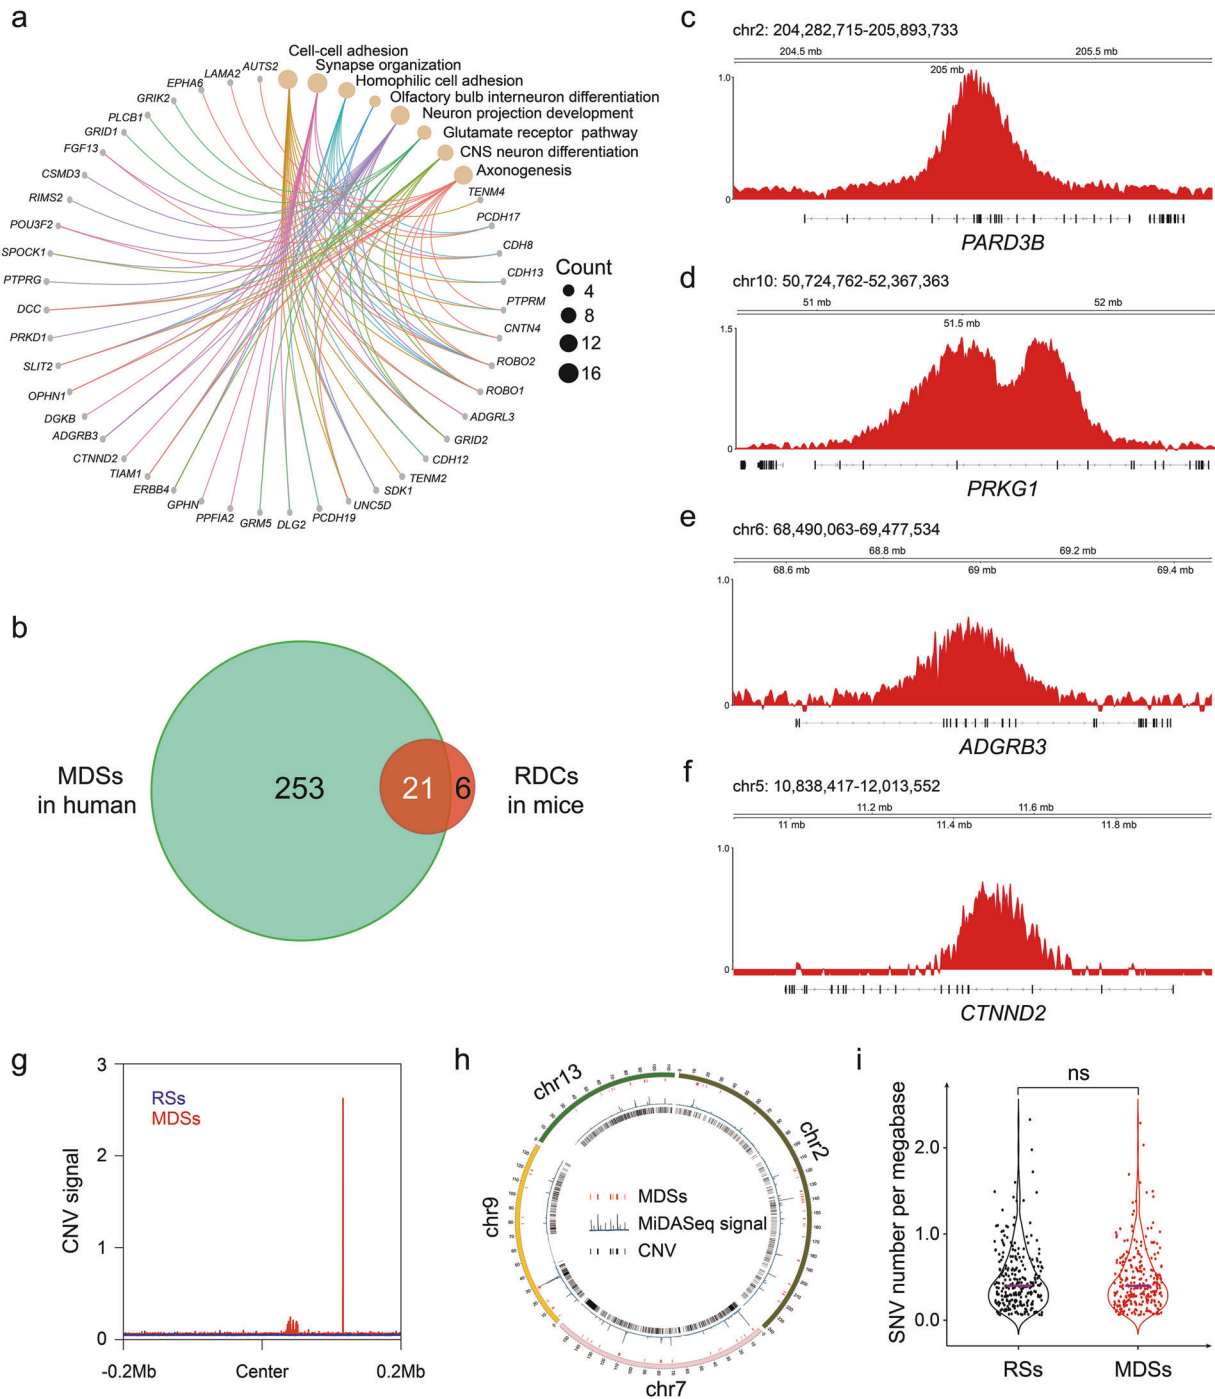 a
Cell-cell adhesion
Synapse organization
Homophilic cell adhesion
Olfactory bulb interneuron differentiation
Neuron projection development
Glutamate receptor pathway
CNS neuron differentiation
Axonogenesis
AUTS2
LAMA2
EPHA6
GRIK2
PLCB1
GRID1
FGF13
CSMD3
RIMS2
POU3F2
SPOCK1
PTPRG
DCC
PRKD1
SLIT2
OPHN1
DGKB
ADGRB3
CTNND2
TIAM1
ERBB4
GPHN
PPFIA2
GRM5
DLG2
PCDH19
UNC5D
SDK1
TENM2
CDH12
GRID2
ADGRL3
ROBO1
ROBO2
CNTN4
PTPRM
CDH13
CDH8
PCDH17
TENM4
Count
4
8
12
16
b
MDSs
in human
253
21
6
RDCs
in mice
c
chr2: 204,282,715-205,893,733
204.5 mb
205.5 mb
205 mb
1.0
0
PARD3B
d
chr10: 50,724,762-52,367,363
51 mb
52 mb
51.5 mb
1.5
0
PRKG1
e
chr6: 68,490,063-69,477,534
68.8 mb
69.2 mb
68.6 mb
69 mb
69.4 mb
1.0
0
ADGRB3
f
chr5: 10,838,417-12,013,552
11.2 mb
11.6 mb
11 mb
11.4 mb
11.8 mb
1.0
0
CTNND2
g
3
2
1
0
CNV signal
RSs
MDSs
-0.2Mb
Center
0.2Mb
h
chr13
chr2
chr9
chr7
MDSs
MiDASeq signal
CNV
i
ns
SNV number per megabase
2.0
1.0
0.0
RSs
MDSs